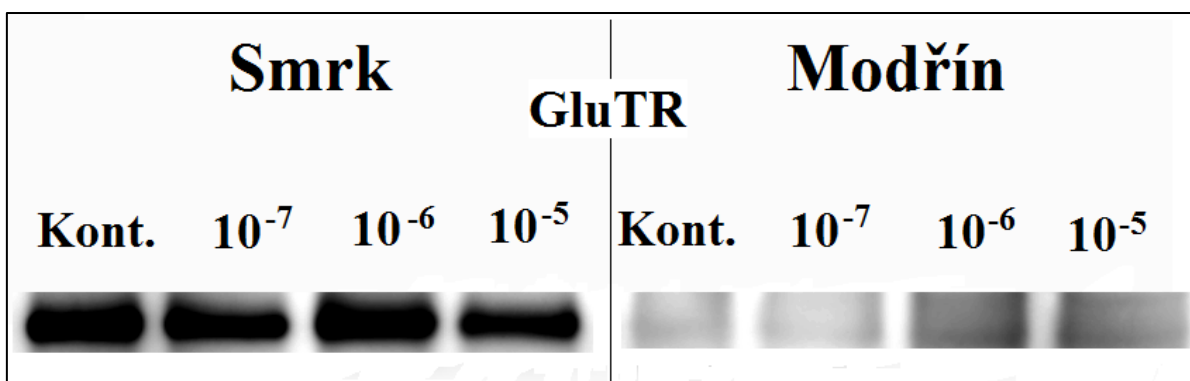 Smrk Modřín
GluTR
Kont. 10⁻⁷ 10⁻⁶ 10⁻⁵ Kont. 10⁻⁷ 10⁻⁶ 10⁻⁵